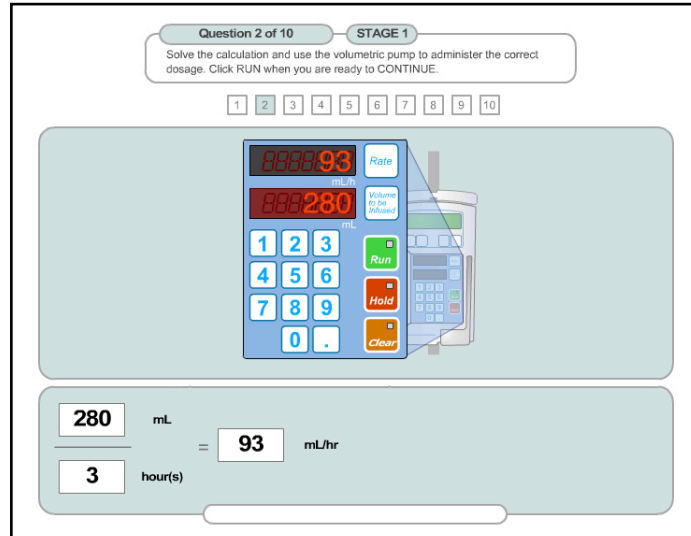 Question 2 of 10
STAGE 1
Solve the calculation and use the volumetric pump to administer the correct
dosage. Click RUN when you are ready to CONTINUE.
1 2 3 4 5 6 7 8 9 10
93
Rate
mL/h
280
Volume
to be
Infused
mL
1 2 3
Run
4 5 6
Hold
7 8 9
0 .
Clear
280 mL
= 93 mL/hr
3 hour(s)